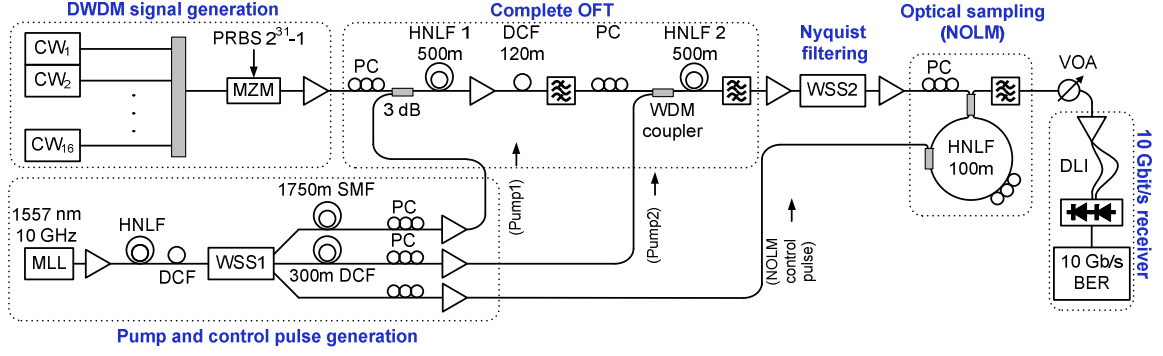 DWDM signal generation
CW1
CW2
CW16
PRBS 2^31-1
MZM
Complete OFT
PC
3 dB
HNLF 1
500m
DCF
120m
PC
HNLF 2
500m
WDM
coupler
Nyquist
filtering
WSS2
Optical sampling
(NOLM)
PC
HNLF
100m
VOA
DLI
10 Gb/s
BER
10 Gbit/s receiver
1557 nm
10 GHz
MLL
HNLF
DCF
WSS1
1750m SMF
300m DCF
PC
PC
(Pump1)
(Pump2)
(NOLM
control
pulse)
Pump and control pulse generation